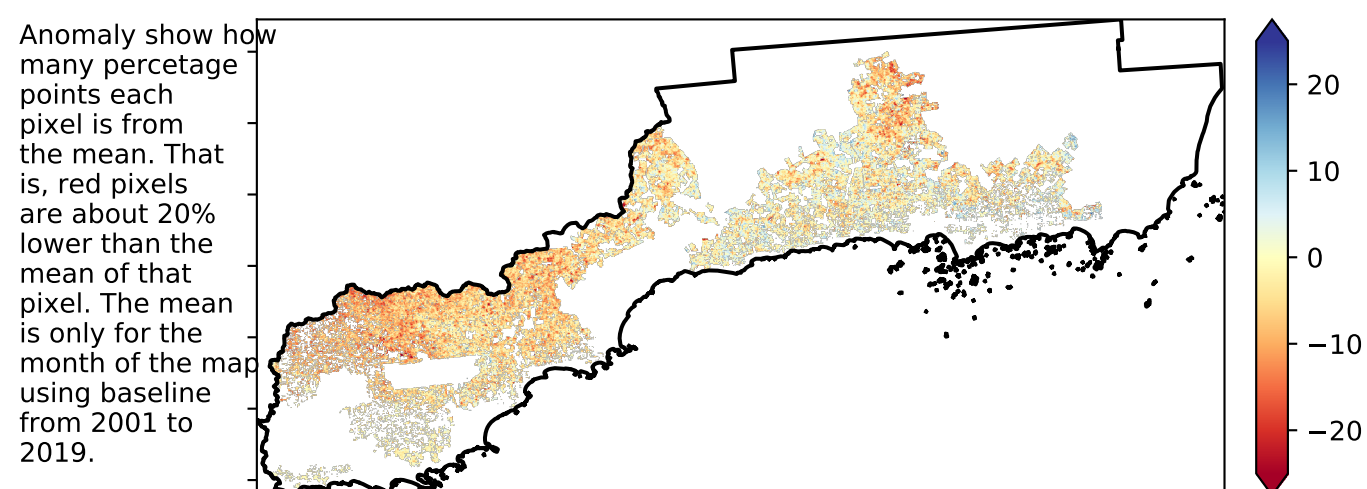 Anomaly show how
many percetage
points each
pixel is from
the mean. That
is, red pixels
are about 20%
lower than the
mean of that
pixel. The mean
is only for the
month of the map
using baseline
from 2001 to
2019.
20
10
0
−10
−20